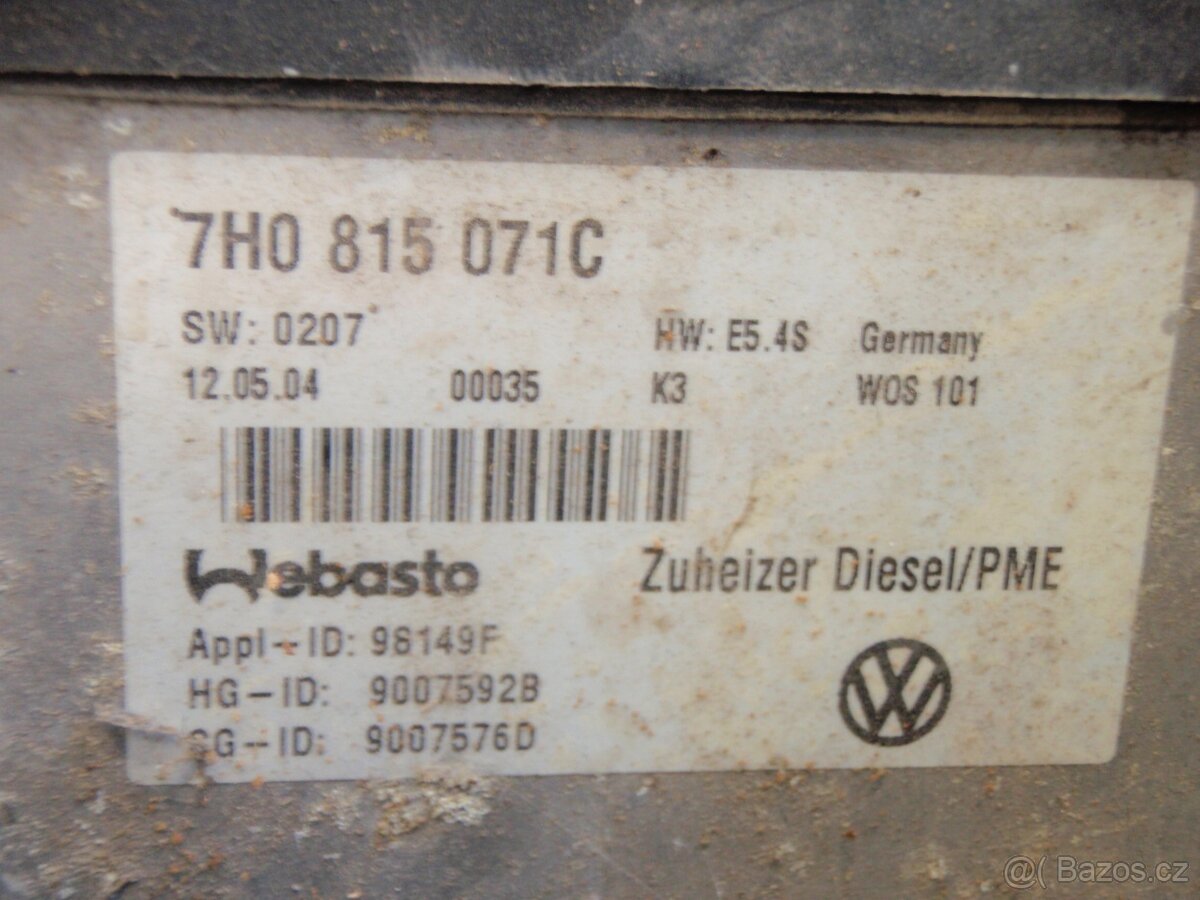 7H0 815 071C
SW: 0207 HW: E5.4S Germany
12.05.04 00035 K3 WOS 101
Webasto Zuheizer Diesel/PME
Appl-ID: 98149F
HG-ID: 9007592B
SG-ID: 9007576D
@( Bazos.cz